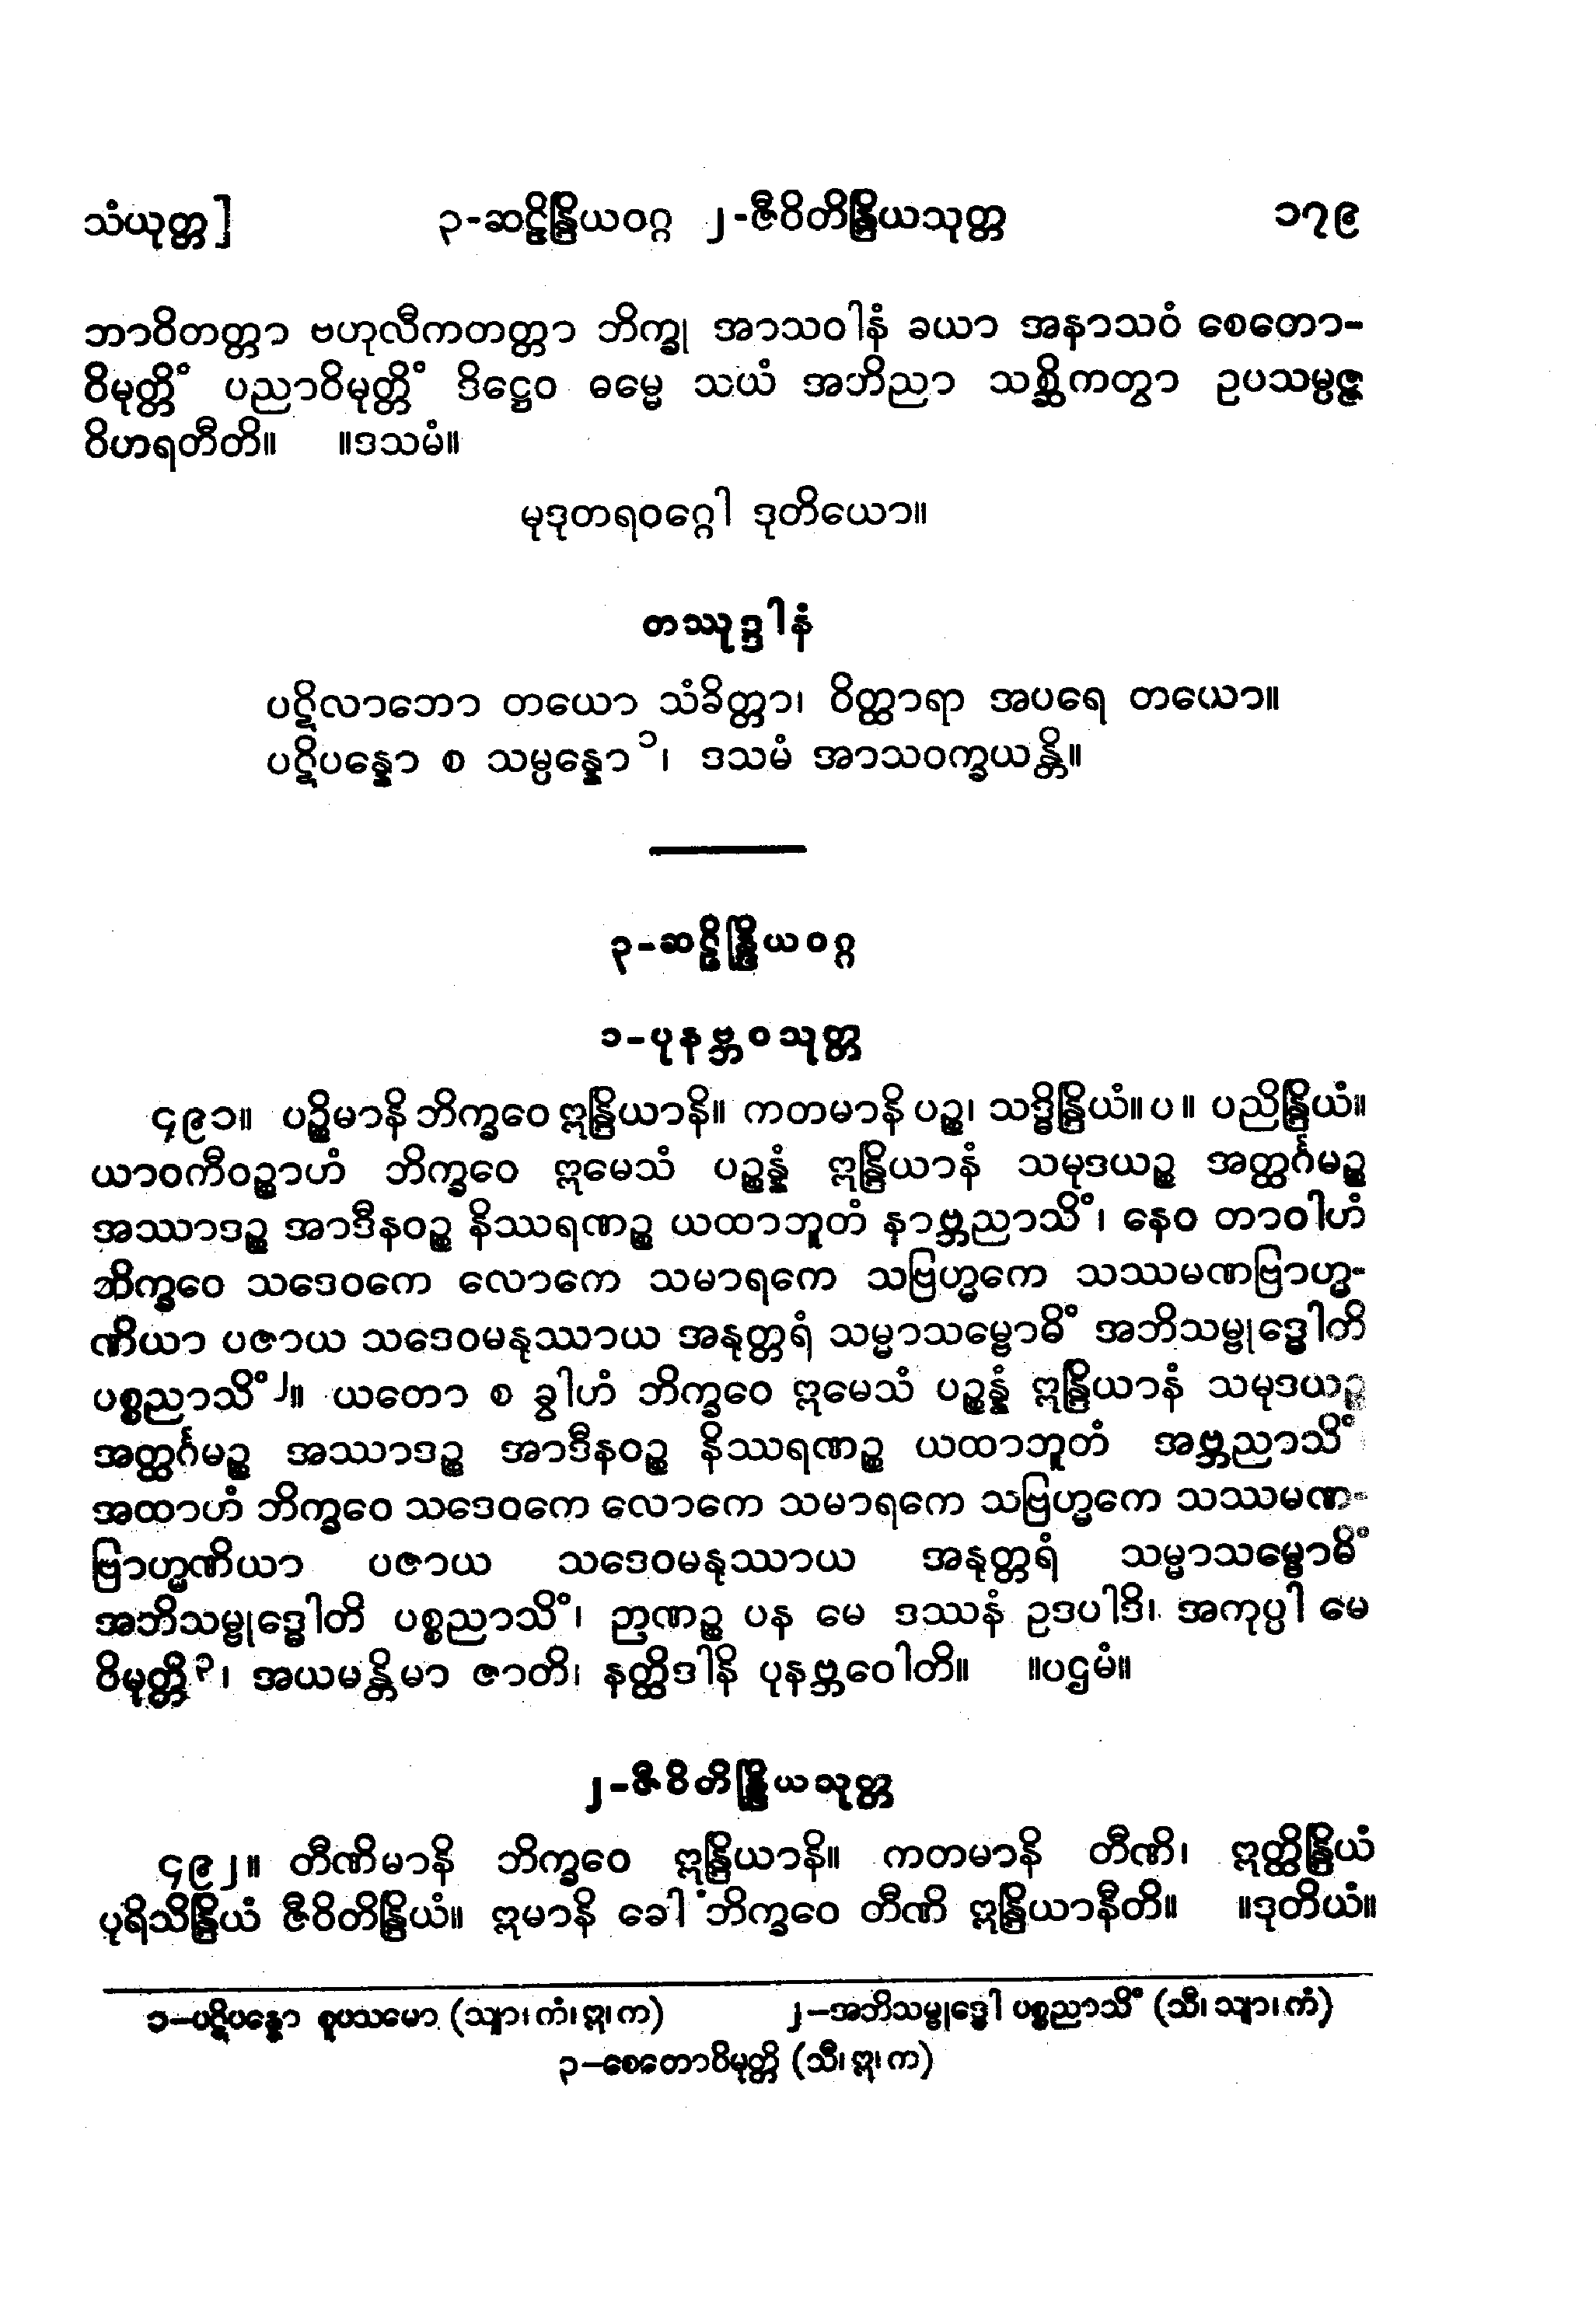 သံယုတ္တ] ၃-ဆဠိန္ဒြိယဝဂ္ဂ ၂-ဇီဝိတိန္ဒြိယသုတ္တ ၁၇၉
ဘာဝိတတ္တာ ဗဟုလီကတတ္တာ ဘိက္ခု အာသဝါနံ ခယာ အနာသဝံ စေတော-
ဝိမုတ္တိံ ပညာဝိမုတ္တိံ ဒိဋ္ဌေဝ ဓမ္မေ သယံ အဘိညာ သစ္ဆိကတွာ ဥပသမ္ပဇ္ဇ
ဝိဟရတီတိ။ ။ဒသမံ။
မုဒုတရဝဂ္ဂေါ ဒုတိယော။
တဿုဒ္ဒါနံ
ပဋိလာဘော တယော သံခိတ္တာ၊ ဝိတ္ထာရာ အပရေ တယော။
ပဋိပန္နော စ သမ္ပန္နော၁၊ ဒသမံ အာသဝက္ခယန္တိ။
၃-ဆဠိန္ဒြိယဝဂ္ဂ
၁-ပုနဗ္ဘဝသုတ္တ
၄၉၁။ ပဉ္စိမာနိ ဘိက္ခဝေ ဣန္ဒြိယာနိ။ ကတမာနိ ပဉ္စ၊ သဒ္ဓိန္ဒြိယံ။ပ။ ပညိန္ဒြိယံ။
ယာဝကီဝဉ္စာဟံ ဘိက္ခဝေ ဣမေသံ ပဉ္စန္နံ ဣန္ဒြိယာနံ သမုဒယဉ္စ အတ္ထင်္ဂမဉ္စ
အဿာဒဉ္စ အာဒီနဝဉ္စ နိဿရဏဉ္စ ယထာဘူတံ နာဗ္ဘညာသိံ၊ နေဝ တာဝါဟံ
ဘိက္ခဝေ သဒေဝကေ လောကေ သမာရကေ သဗြဟ္မကေ သဿမဏဗြာဟ္မ-
ဏိယာ ပဇာယ သဒေဝမနုဿာယ အနုတ္တရံ သမ္မာသမ္ဗောဓိံ အဘိသမ္ဗုဒ္ဓေါတိ
ပစ္စညာသိံ၂။ ယတော စ ခွါဟံ ဘိက္ခဝေ ဣမေသံ ပဉ္စန္နံ ဣန္ဒြိယာနံ သမုဒယဉ္စ
အတ္ထင်္ဂမဉ္စ အဿာဒဉ္စ အာဒီနဝဉ္စ နိဿရဏဉ္စ ယထာဘူတံ အဗ္ဘညာသိံ၊
အထာဟံ ဘိက္ခဝေ သဒေဝကေ လောကေ သမာရကေ သဗြဟ္မကေ သဿမဏ-
ဗြာဟ္မဏိယာ ပဇာယ သဒေဝမနုဿာယ အနုတ္တရံ သမ္မာသမ္ဗောဓိံ
အဘိသမ္ဗုဒ္ဓေါတိ ပစ္စညာသိံ၊ ဉာဏဉ္စ ပန မေ ဒဿနံ ဥဒပါဒိ၊ အကုပ္ပါ မေ
ဝိမုတ္တိ၃၊ အယမန္တိမာ ဇာတိ၊ နတ္ထိဒါနိ ပုနဗ္ဘဝေါတိ။ ။ပဌမံ။
၂-ဇီဝိတိန္ဒြိယသုတ္တ
၄၉၂။ တီဏိမာနိ ဘိက္ခဝေ ဣန္ဒြိယာနိ။ ကတမာနိ တီဏိ၊ ဣတ္ထိန္ဒြိယံ
ပုရိသိန္ဒြိယံ ဇီဝိတိန္ဒြိယံ။ ဣမာနိ ခေါ ဘိက္ခဝေ တီဏိ ဣန္ဒြိယာနီတိ။ ။ဒုတိယံ။
၁–ပဋိပန္နော စူပသမော (သျာ၊ ကံ၊ ဣ၊ က) ၂–အဘိသမ္ဗုဒ္ဓေါ ပစ္စညာသိံ (သီ၊ သျာ၊ ကံ)
၃–စေတောဝိမုတ္တိ (သီ၊ ဣ၊ က)